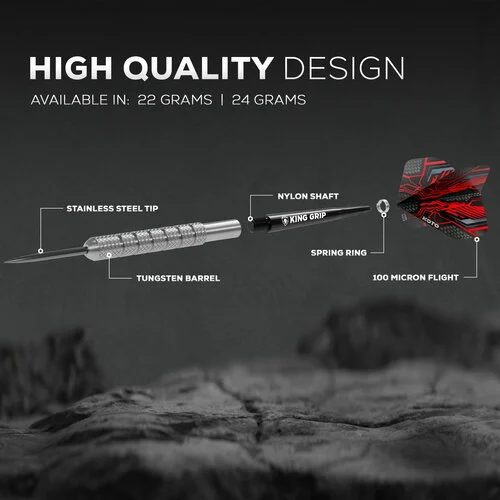 HIGH QUALITY DESIGN
AVAILABLE IN: 22 GRAMS | 24 GRAMS
STAINLESS STEEL TIP
NYLON SHAFT
KING GRIP
KOTO
SPRING RING
TUNGSTEN BARREL
100 MICRON FLIGHT